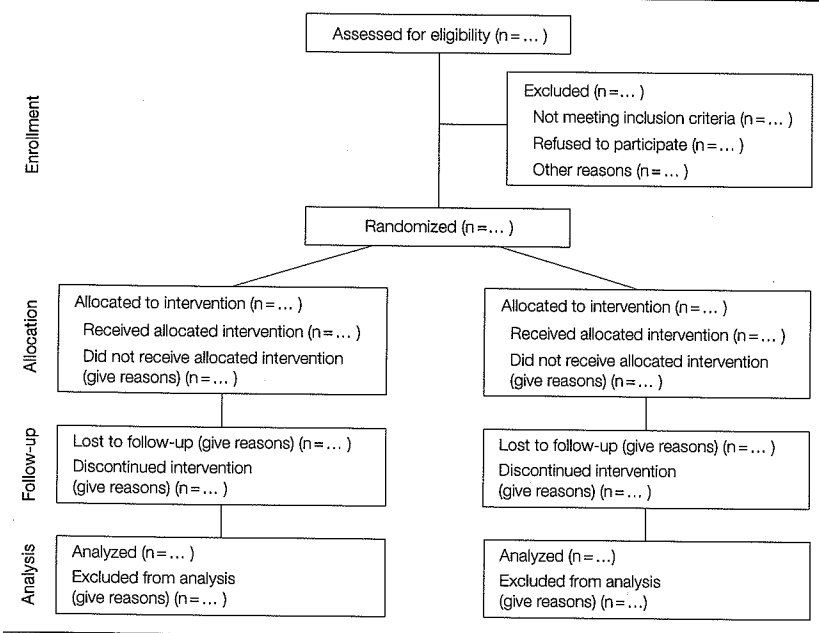 Assessed for eligibility (n=... )
Enrollment
Excluded (n=... )
Not meeting inclusion criteria (n=... )
Refused to participate (n=... )
Other reasons (n=... )
Randomized (n=... )
Allocation
Allocated to intervention (n=... )
Received allocated intervention (n=... )
Did not receive allocated intervention
(give reasons) (n=... )
Allocated to intervention (n=... )
Received allocated intervention (n=... )
Did not receive allocated intervention
(give reasons) (n=... )
Follow-up
Lost to follow-up (give reasons) (n=... )
Discontinued intervention
(give reasons) (n=... )
Lost to follow-up (give reasons) (n=... )
Discontinued intervention
(give reasons) (n=... )
Analysis
Analyzed (n=... )
Excluded from analysis
(give reasons) (n=... )
Analyzed (n=...)
Excluded from analysis
(give reasons) (n=...)